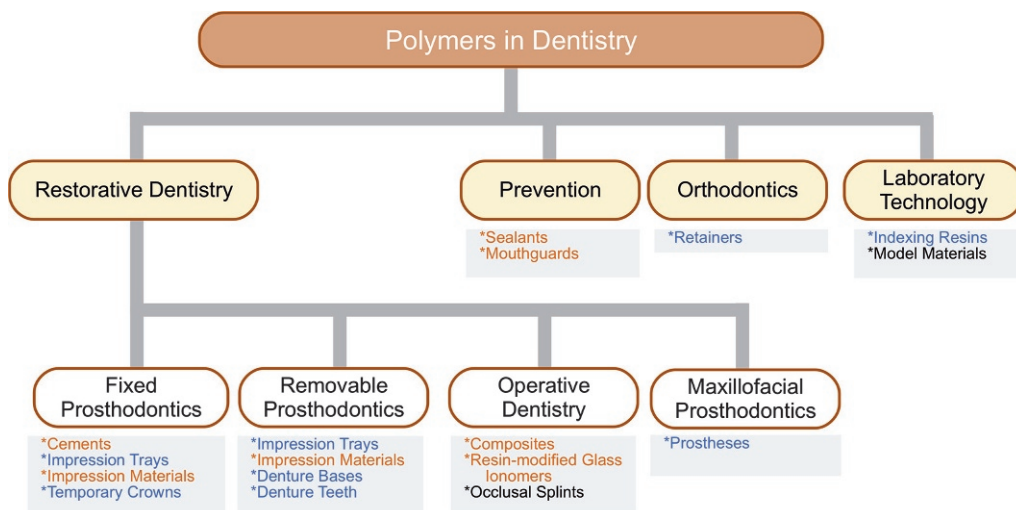 Polymers in Dentistry
Restorative Dentistry
Prevention
*Sealants
*Mouthguards
Orthodontics
*Retainers
Laboratory
Technology
*Indexing Resins
*Model Materials
Fixed
Prosthodontics
*Cements
*Impression Trays
*Impression Materials
*Temporary Crowns
Removable
Prosthodontics
*Impression Trays
*Impression Materials
*Denture Bases
*Denture Teeth
Operative
Dentistry
*Composites
*Resin-modified Glass
Ionomers
*Occlusal Splints
Maxillofacial
Prosthodontics
*Prostheses